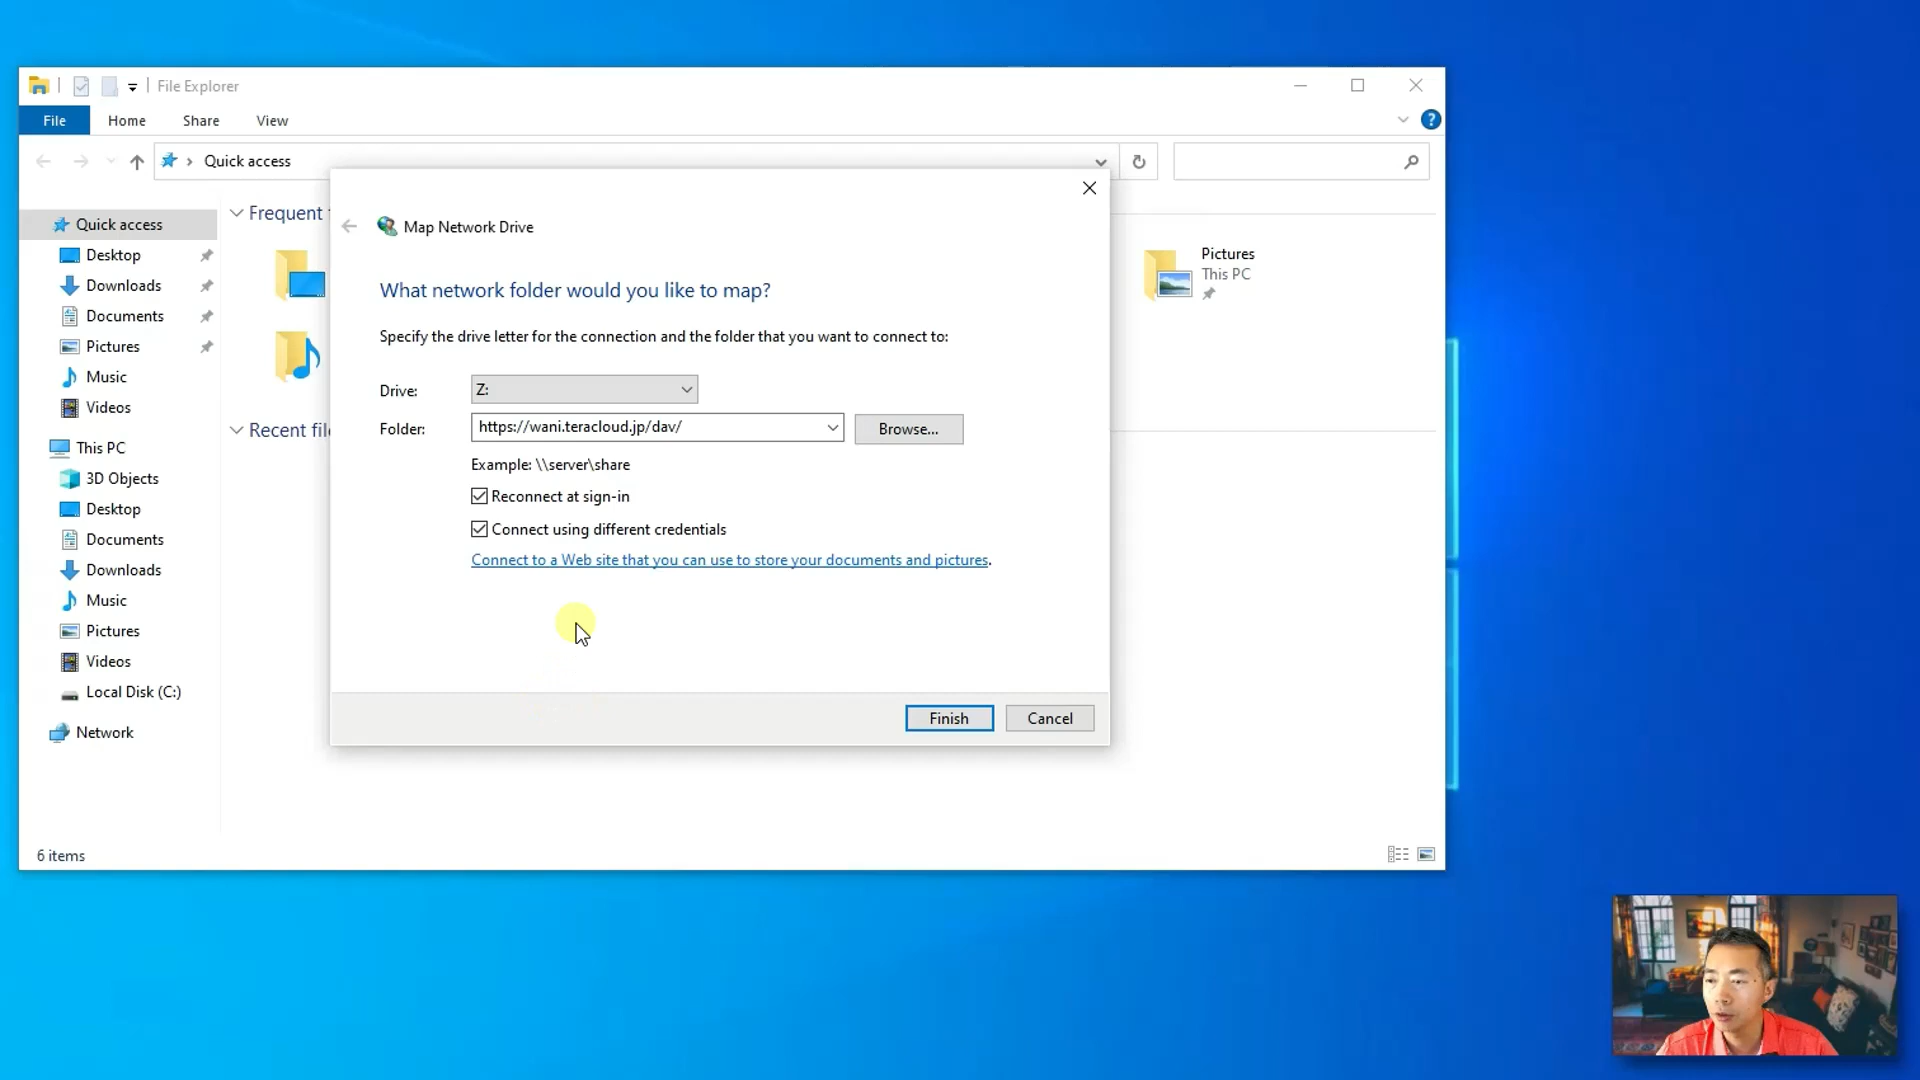 File Explorer
File
Home
Share
View
?
Quick access
Quick access
Desktop
Downloads
Documents
Pictures
Music
Videos
This PC
3D Objects
Desktop
Documents
Downloads
Music
Pictures
Videos
Local Disk (C:)
Network
Frequent
Pictures
This PC
Recent file
Map Network Drive
What network folder would you like to map?
Specify the drive letter for the connection and the folder that you want to connect to:
Drive:
Z:
Folder:
https://wani.teracloud.jp/dav/
Browse...
Example: \\server\share
Reconnect at sign-in
Connect using different credentials
Connect to a Web site that you can use to store your documents and pictures.
Finish
Cancel
6 items